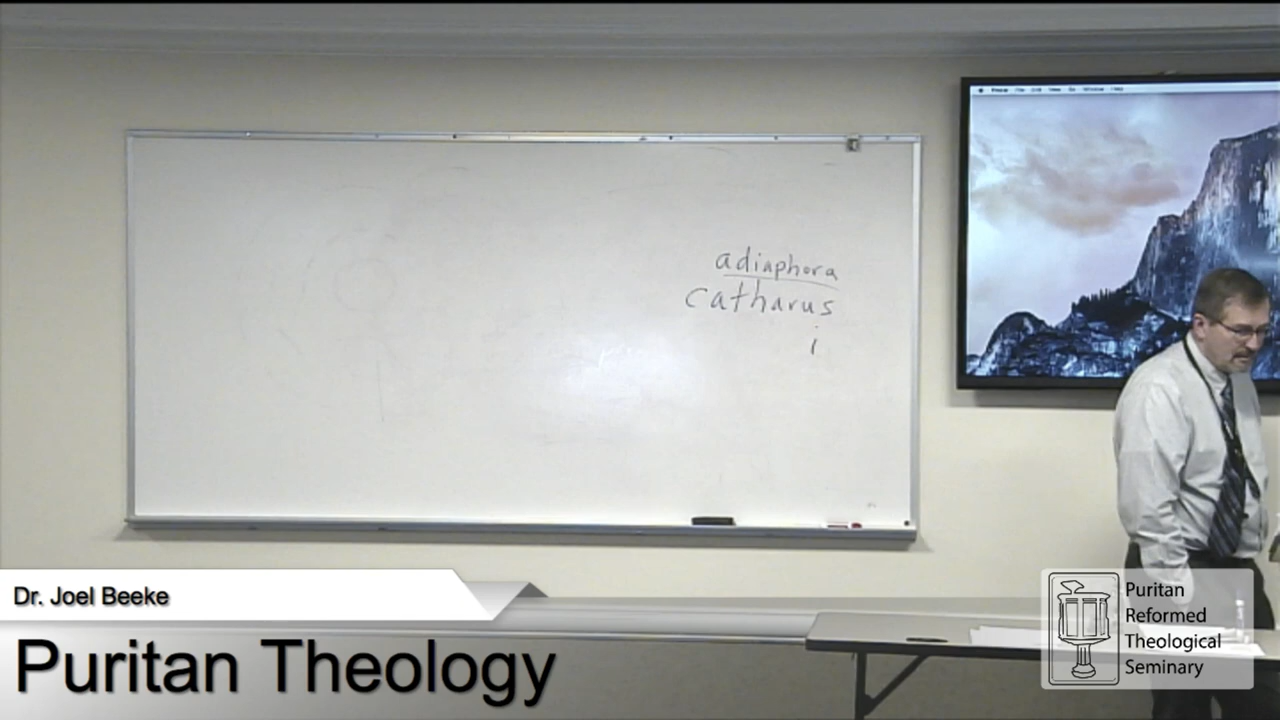 adiaphora
catharus
i
Dr. Joel Beeke
Puritan Theology
Puritan
Reformed
Theological
Seminary